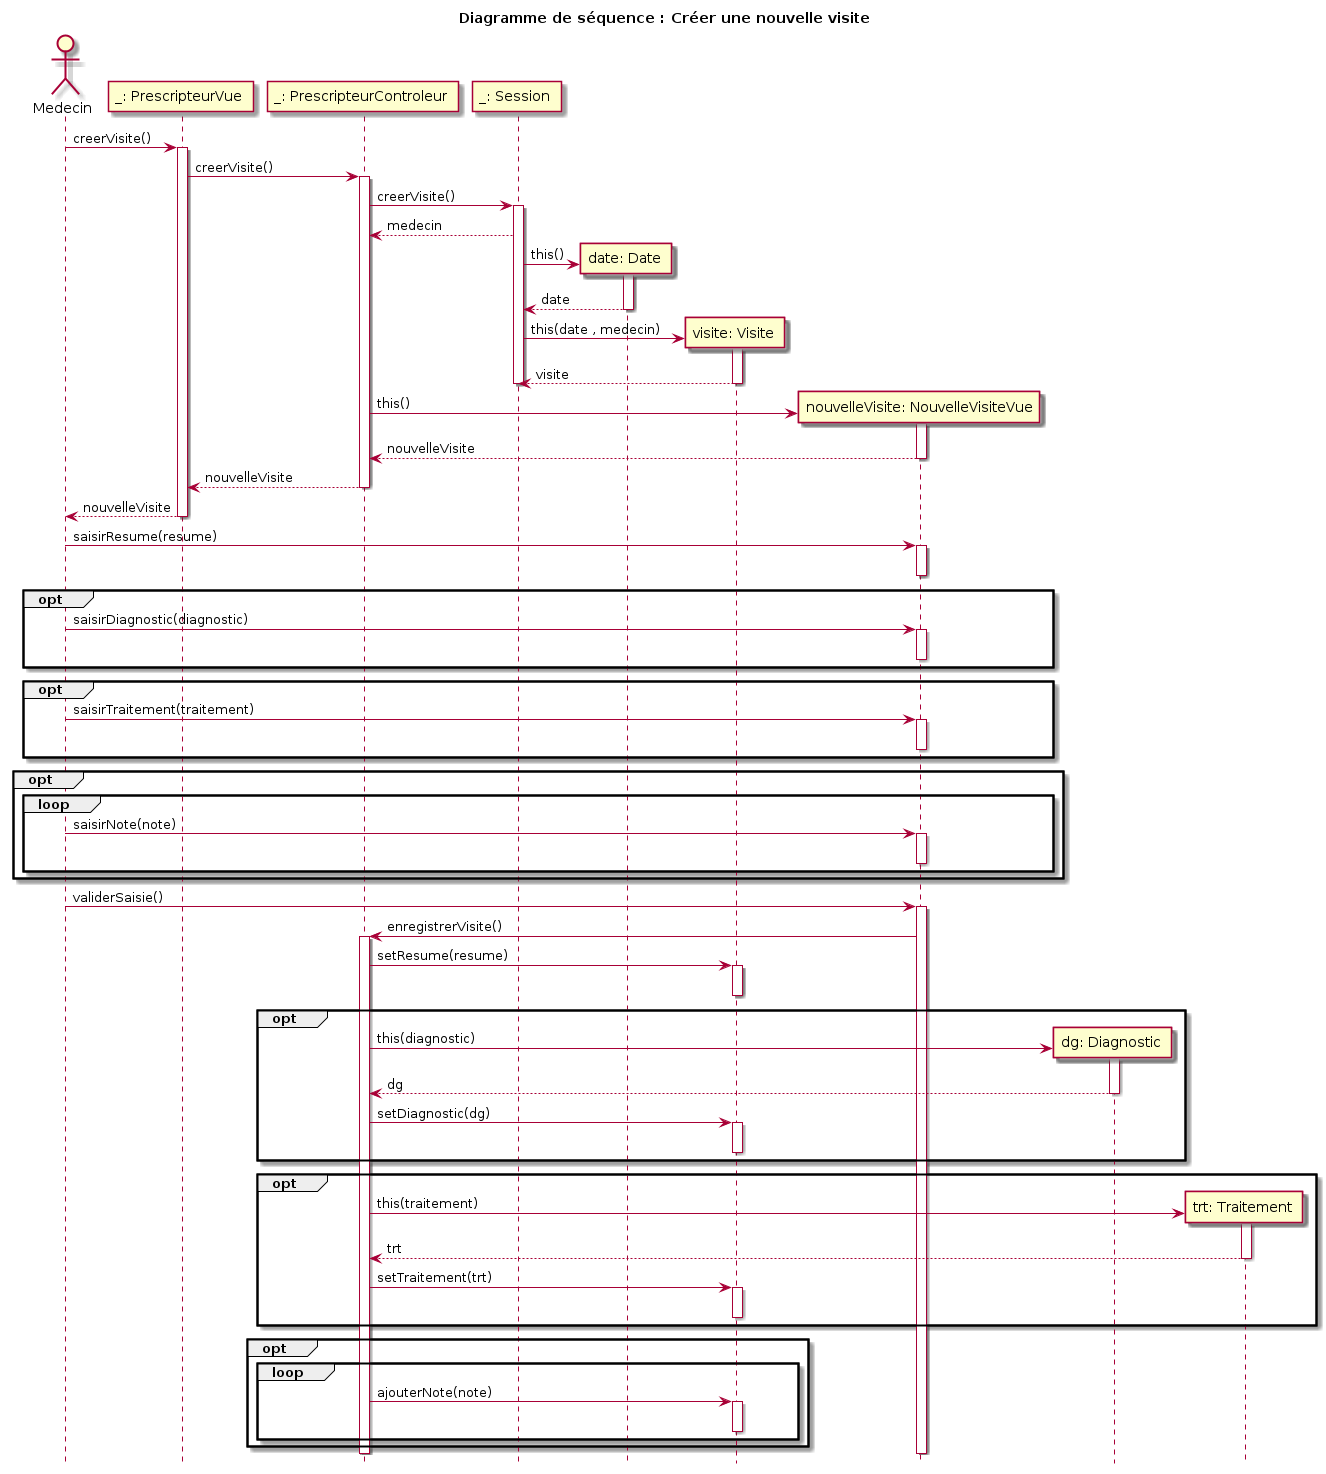 Diagramme de séquence : Créer une nouvelle visite
Medecin
_: PrescripteurVue
_: PrescripteurControleur
_: Session
creerVisite()
creerVisite()
creerVisite()
medecin
this()
date: Date
date
this(date , medecin)
visite: Visite
visite
this()
nouvelleVisite: NouvelleVisiteVue
nouvelleVisite
nouvelleVisite
nouvelleVisite
saisirResume(resume)
opt
saisirDiagnostic(diagnostic)
opt
saisirTraitement(traitement)
opt
loop
saisirNote(note)
validerSaisie()
enregistrerVisite()
setResume(resume)
opt
this(diagnostic)
dg: Diagnostic
dg
setDiagnostic(dg)
opt
this(traitement)
trt: Traitement
trt
setTraitement(trt)
opt
loop
ajouterNote(note)